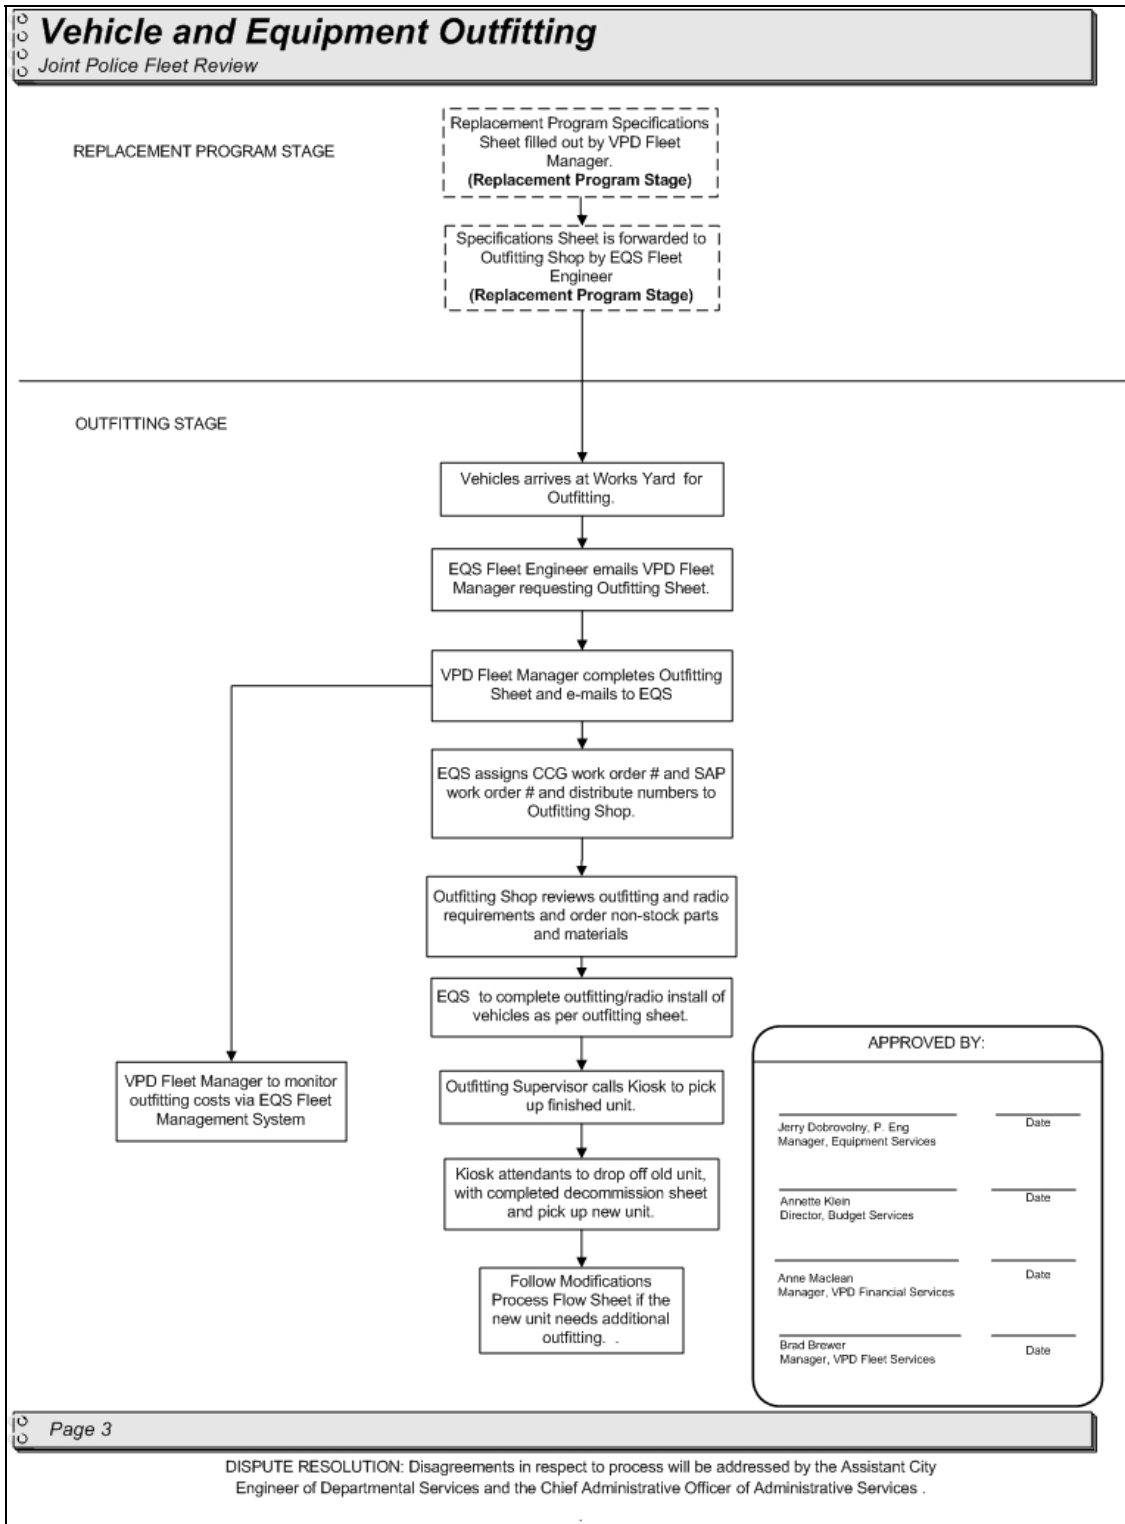 Vehicle and Equipment Outfitting
Joint Police Fleet Review
REPLACEMENT PROGRAM STAGE
Replacement Program Specifications
Sheet filled out by VPD Fleet
Manager.
(Replacement Program Stage)
Specifications Sheet is forwarded to
Outfitting Shop by EQS Fleet
Engineer
(Replacement Program Stage)
OUTFITTING STAGE
Vehicles arrives at Works Yard for
Outfitting.
EQS Fleet Engineer emails VPD Fleet
Manager requesting Outfitting Sheet.
VPD Fleet Manager completes Outfitting
Sheet and e-mails to EQS
EQS assigns CCG work order # and SAP
work order # and distribute numbers to
Outfitting Shop.
Outfitting Shop reviews outfitting and radio
requirements and order non-stock parts
and materials
EQS to complete outfitting/radio install of
vehicles as per outfitting sheet.
VPD Fleet Manager to monitor
outfitting costs via EQS Fleet
Management System
Outfitting Supervisor calls Kiosk to pick
up finished unit.
Kiosk attendants to drop off old unit,
with completed decommission sheet
and pick up new unit.
Follow Modifications
Process Flow Sheet if the
new unit needs additional
outfitting. .
APPROVED BY:
Jerry Dobrovolny, P. Eng
Manager, Equipment Services
Date
Annette Klein
Director, Budget Services
Date
Anne Maclean
Manager, VPD Financial Services
Date
Brad Brewer
Manager, VPD Fleet Services
Date
Page 3
DISPUTE RESOLUTION: Disagreements in respect to process will be addressed by the Assistant City
Engineer of Departmental Services and the Chief Administrative Officer of Administrative Services .
.